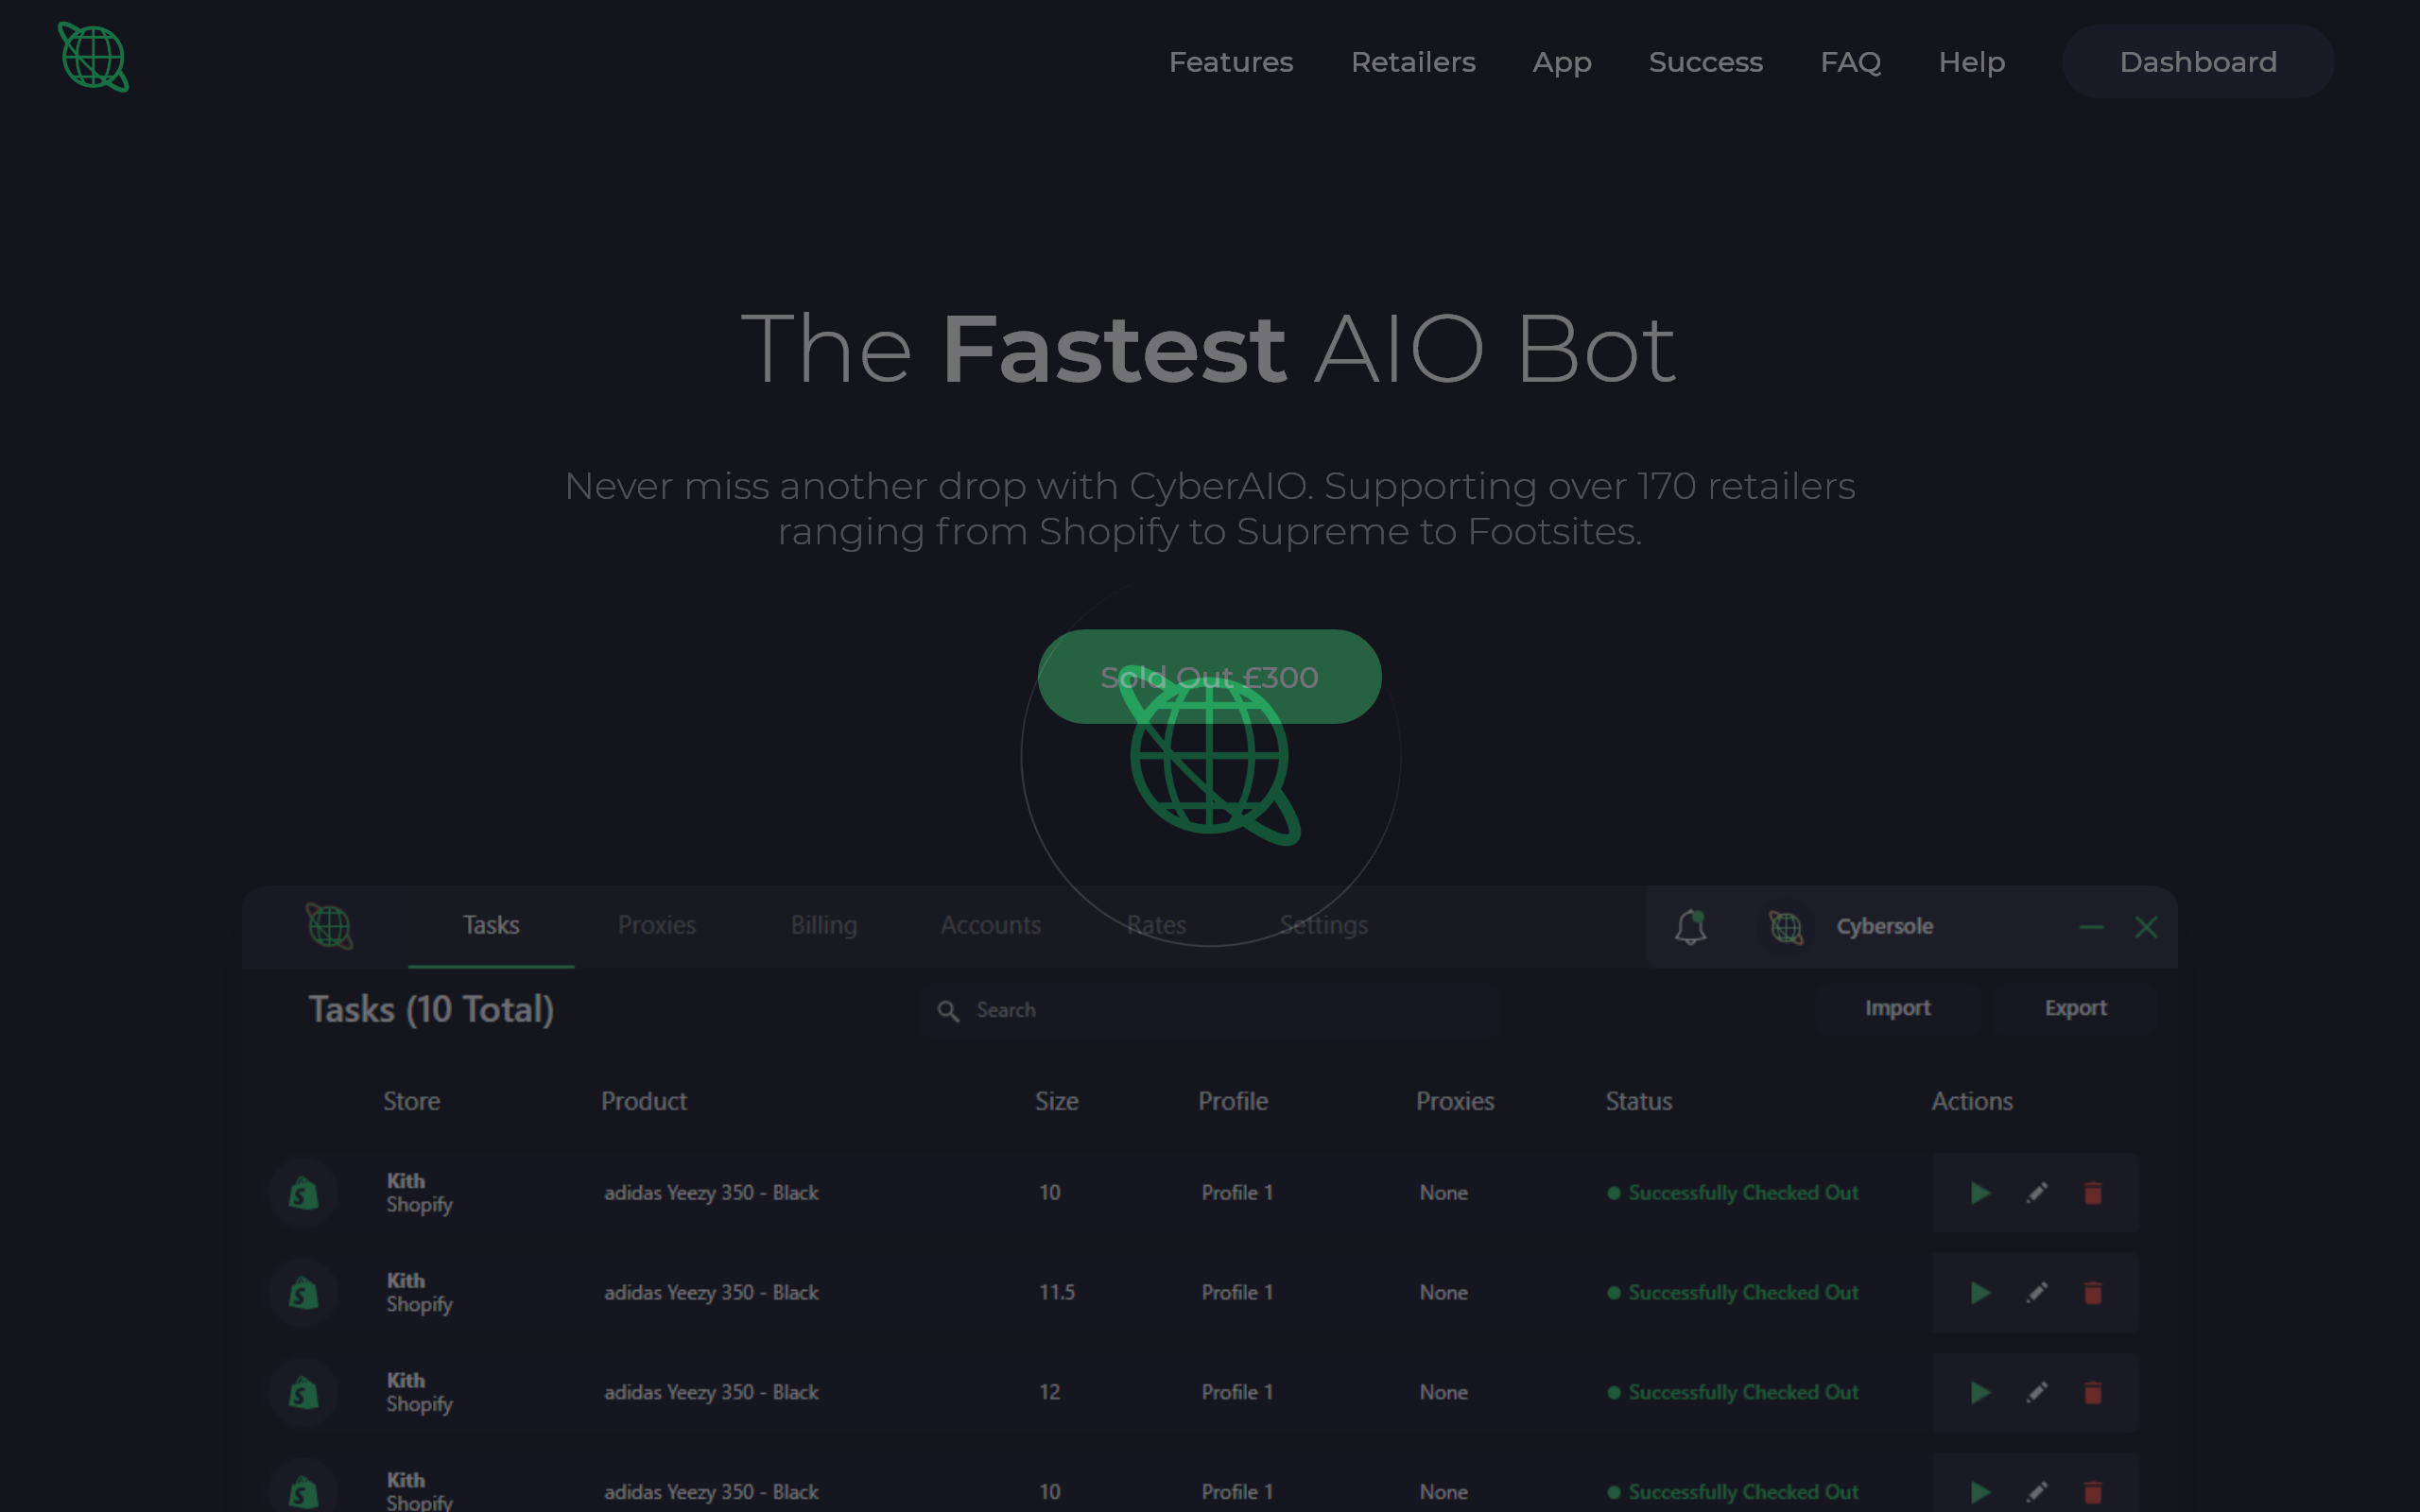 Features Retailers App Success FAQ Help Dashboard
The Fastest AIO Bot
Never miss another drop with CyberAIO. Supporting over 170 retailers
ranging from Shopify to Supreme to Footsites.
Sold Out £300
Tasks Proxies Billing Accounts Rates Settings Cybersole
Tasks (10 Total) Search Import Export
Store Product Size Profile Proxies Status Actions
Kith
Shopify
adidas Yeezy 350 - Black 10 Profile 1 None Successfully Checked Out
Kith
Shopify
adidas Yeezy 350 - Black 11.5 Profile 1 None Successfully Checked Out
Kith
Shopify
adidas Yeezy 350 - Black 12 Profile 1 None Successfully Checked Out
Kith
Shopify
adidas Yeezy 350 - Black 10 Profile 1 None Successfully Checked Out